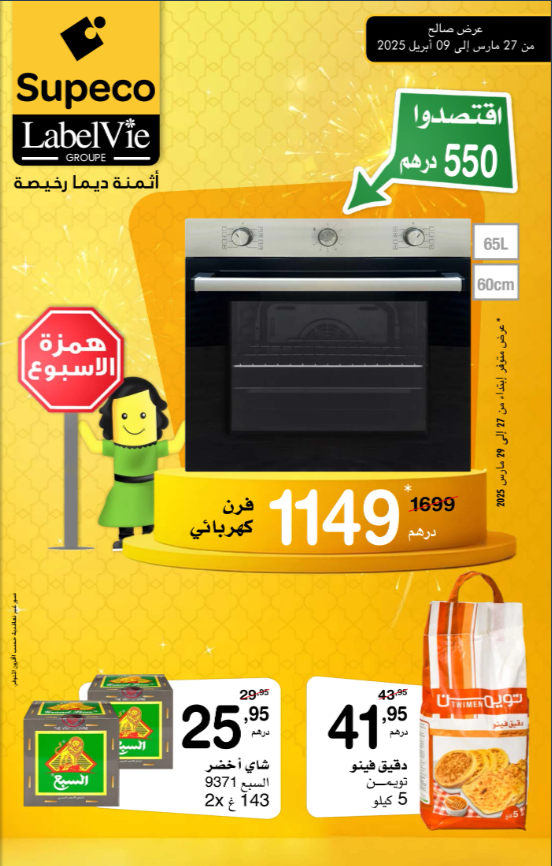 عرض صالح
من 27 مارس إلى 09 أبريل 2025
Supeco
LabelVie
GROUPE
أثمنة ديما رخيصة
اقتصدوا
550 درهم
65L
60cm
* عرض متوفر إبتداء من 27 إلى 29 مارس 2025
همزة
الاسبوع
فرن
كهربائي
1149*
1699
درهم
29,95
25,95
درهم
شاي أخضر
السبع 9371
143 غ 2x
السبع
السبع
43,95
41,95
درهم
دقيق فينو
تويمــن
5 كيلو
تويمــن
TWIMEN
دقيق فينو